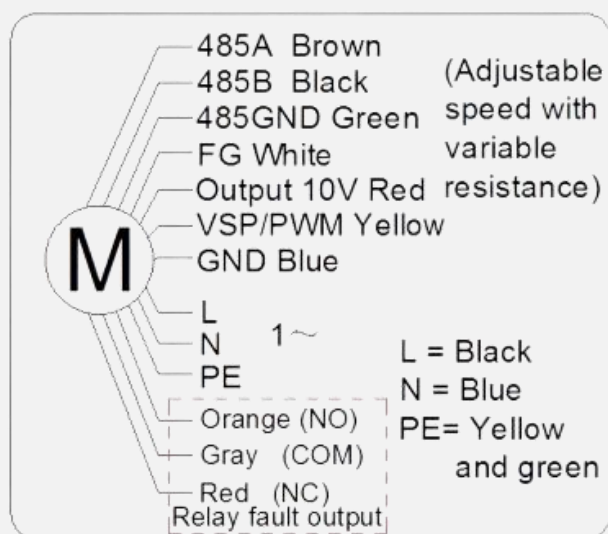 485A Brown
485B Black
485GND Green
FG White
Output 10V Red
VSP/PWM Yellow
GND Blue
(Adjustable
speed with
variable
resistance)
M
L
N
PE
1~
L = Black
N = Blue
PE= Yellow
and green
Orange (NO)
Gray (COM)
Red (NC)
Relay fault output